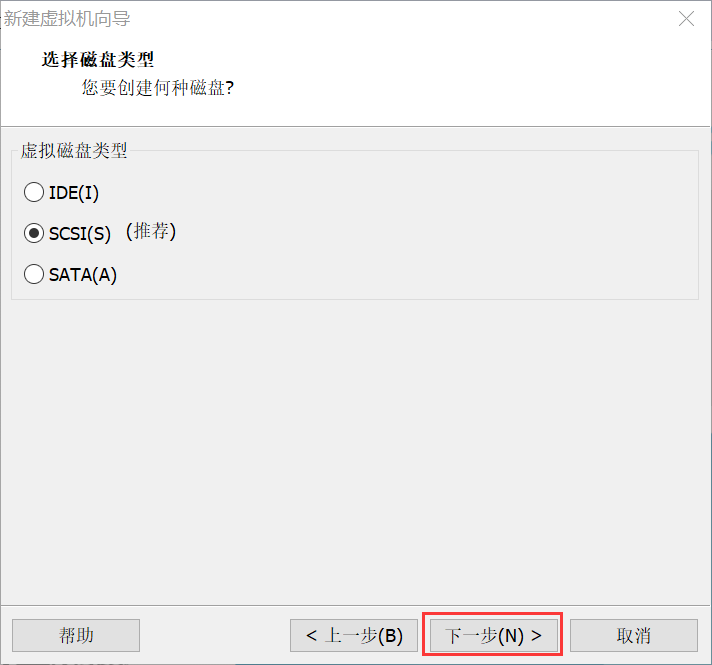 新建虚拟机向导
选择磁盘类型
您要创建何种磁盘?
虚拟磁盘类型
IDE(I)
SCSI(S) (推荐)
SATA(A)
帮助 < 上一步(B) 下一步(N) > 取消